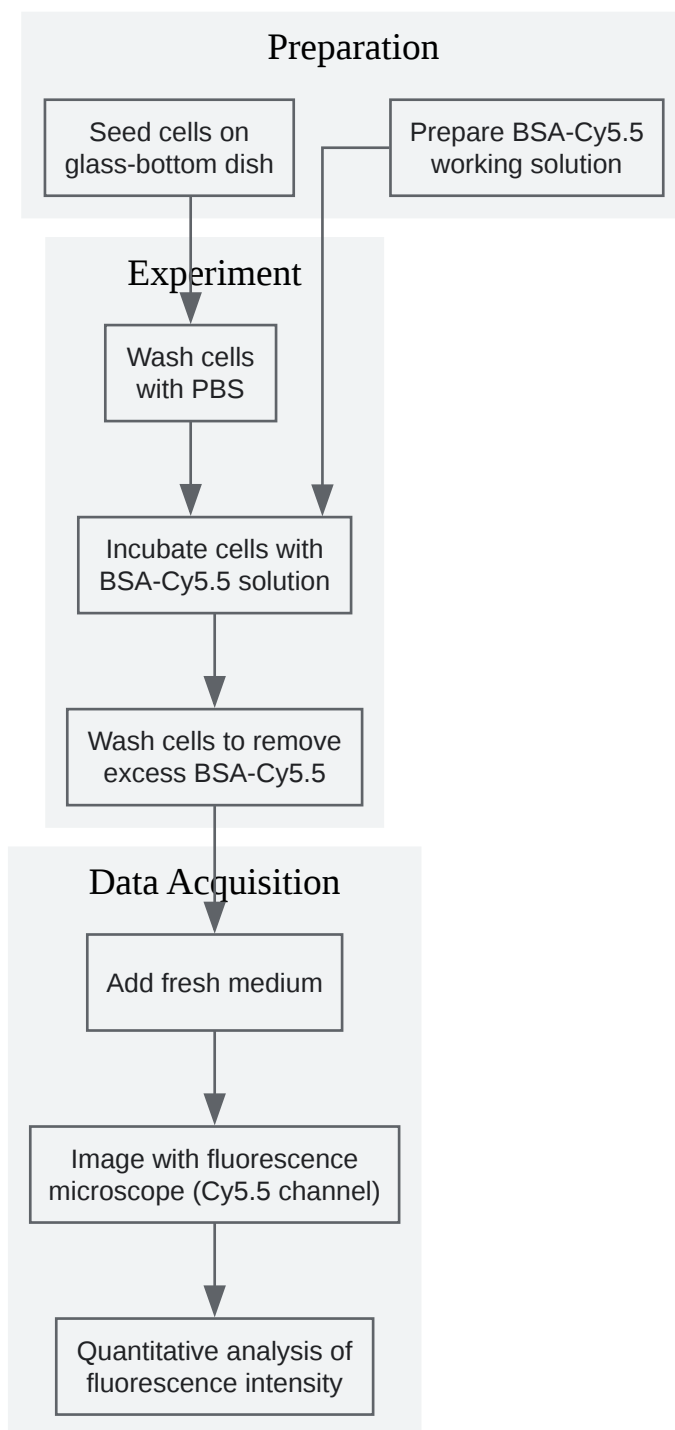 Preparation
Seed cells on
glass-bottom dish
Prepare BSA-Cy5.5
working solution
Experiment
Wash cells
with PBS
Incubate cells with
BSA-Cy5.5 solution
Wash cells to remove
excess BSA-Cy5.5
Data Acquisition
Add fresh medium
Image with fluorescence
microscope (Cy5.5 channel)
Quantitative analysis of
fluorescence intensity